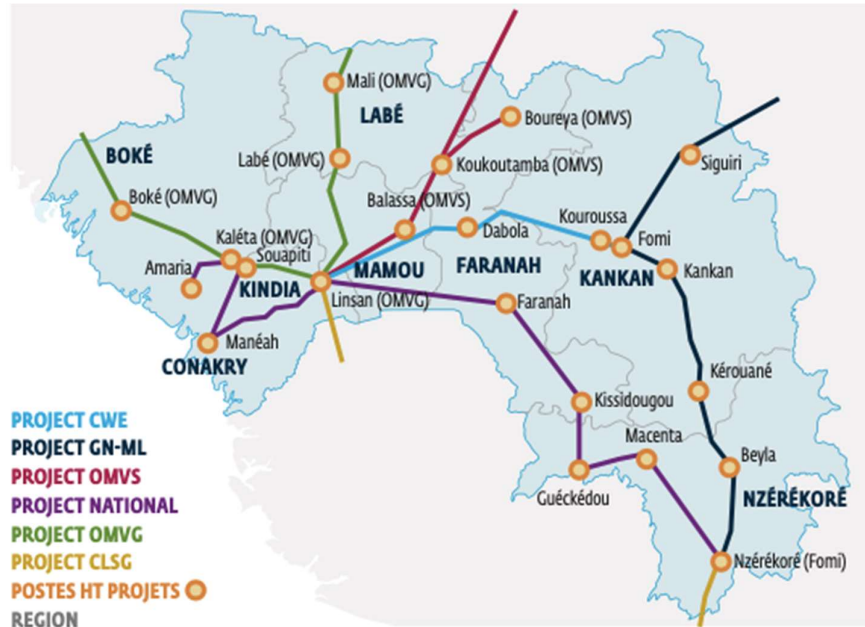 Mali (OMVG)
LABÉ
Boureya (OMVS)
BOKÉ
Labé (OMVG)
Koukoutamba (OMVS)
Siguiri
Boké (OMVG)
Balassa (OMVS)
Kouroussa
Dabola
Fomi
Kaléta (OMVG)
Souapiti
Amaria
MAMOU
FARANAH
KANKAN
Kankan
KINDIA
Linsan (OMVG)
Faranah
Manéah
CONAKRY
Kérouané
Kissidougou
Macenta
Beyla
Guéckédou
NZÉRÉKORÉ
Nzérékoré (Fomi)
PROJECT CWE
PROJECT GN-ML
PROJECT OMVS
PROJECT NATIONAL
PROJECT OMVG
PROJECT CLSG
POSTES HT PROJETS
REGION